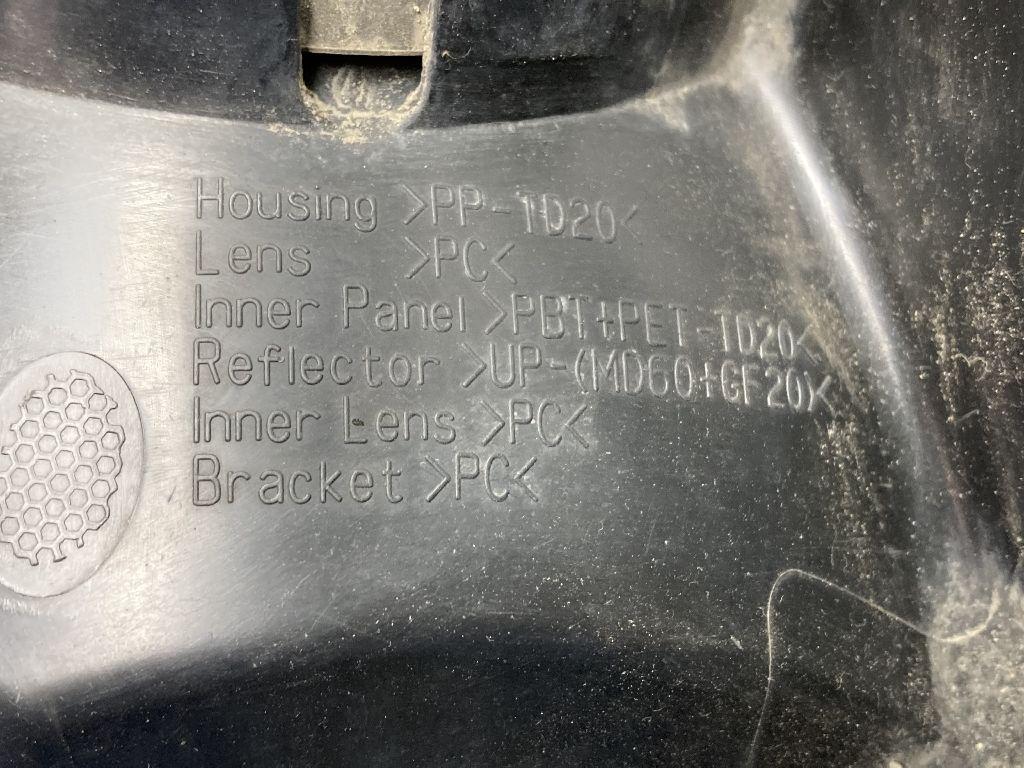 Housing >PP-TD20<
Lens >PC<
Inner Panel >PBT+PET-TD20<
Reflector >UP-(MD60+GF20)<
Inner Lens >PC<
Bracket >PC<